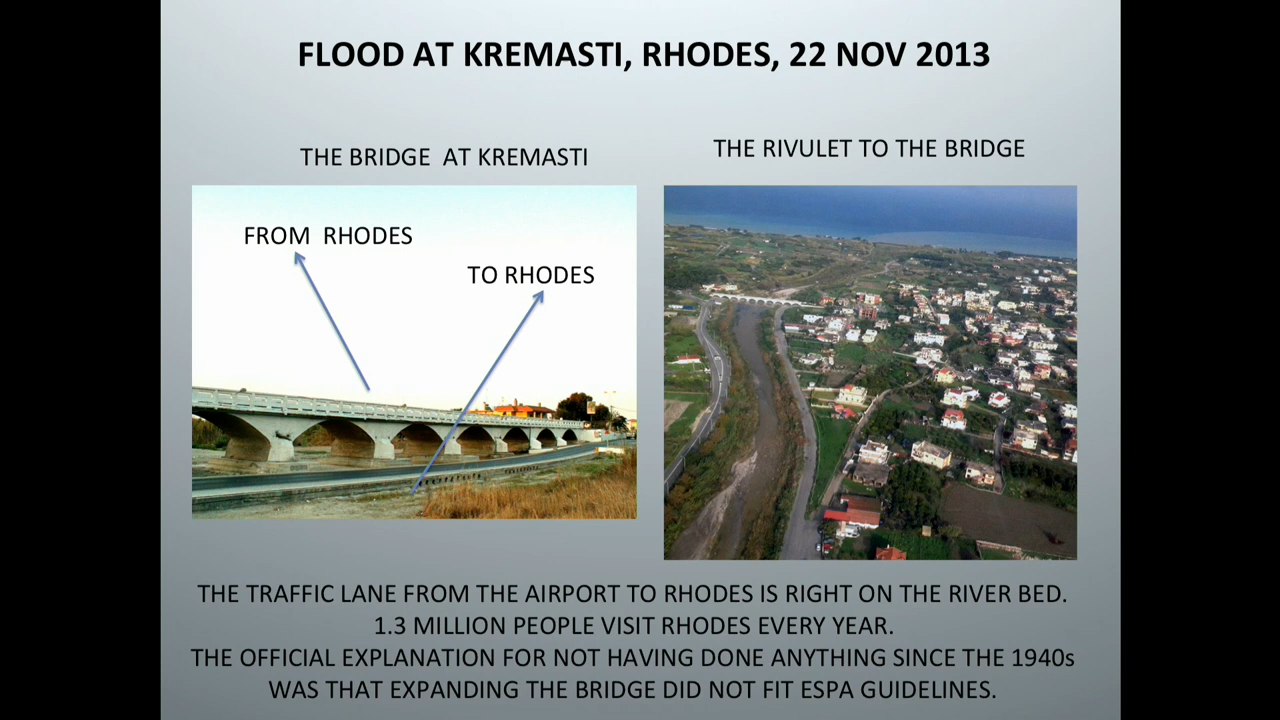 FLOOD AT KREMASTI, RHODES, 22 NOV 2013
THE BRIDGE AT KREMASTI
THE RIVULET TO THE BRIDGE
FROM RHODES
TO RHODES
THE TRAFFIC LANE FROM THE AIRPORT TO RHODES IS RIGHT ON THE RIVER BED.
1.3 MILLION PEOPLE VISIT RHODES EVERY YEAR.
THE OFFICIAL EXPLANATION FOR NOT HAVING DONE ANYTHING SINCE THE 1940s
WAS THAT EXPANDING THE BRIDGE DID NOT FIT ESPA GUIDELINES.